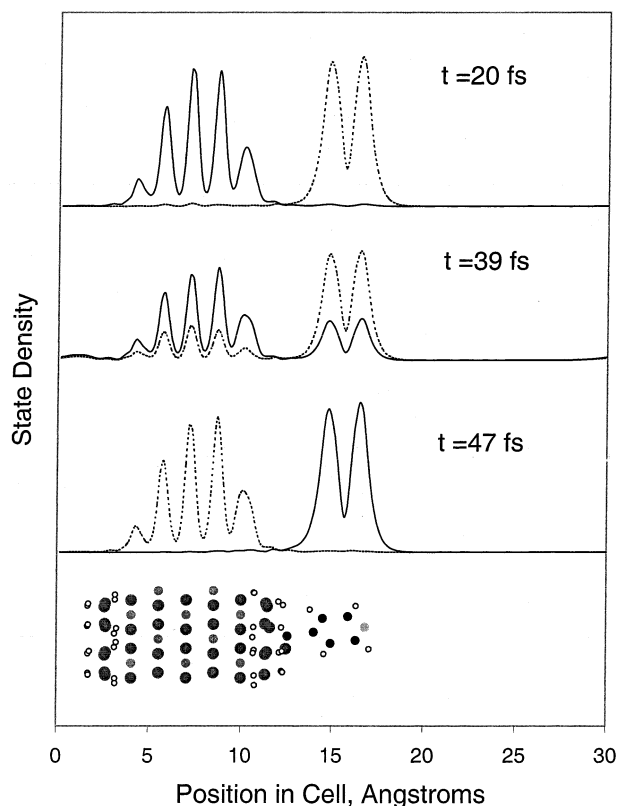 t =20 fs
t =39 fs
State Density
t =47 fs
0 5 10 15 20 25 30
Position in Cell, Angstroms